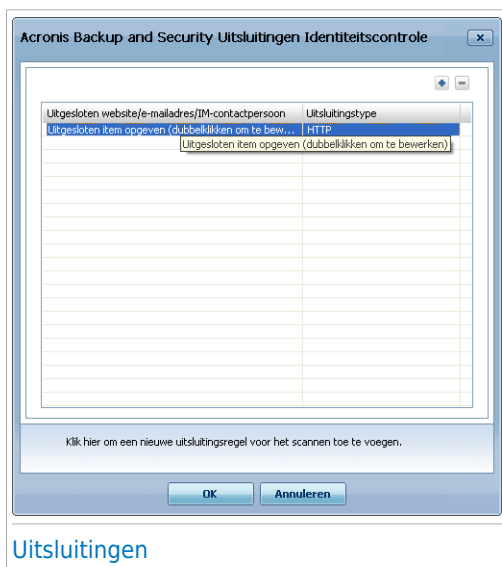 Acronis Backup and Security Uitsluitingen Identiteitscontrole
Uitgesloten website/e-mailadres/IM-contactpersoon Uitsluitingstype
Uitgesloten item opgeven (dubbelklikken om te bew... HTTP
Uitgesloten item opgeven (dubbelklikken om te bewerken)
Klik hier om een nieuwe uitsluitingsregel voor het scannen toe te voegen.
OK Annuleren
Uitsluitingen